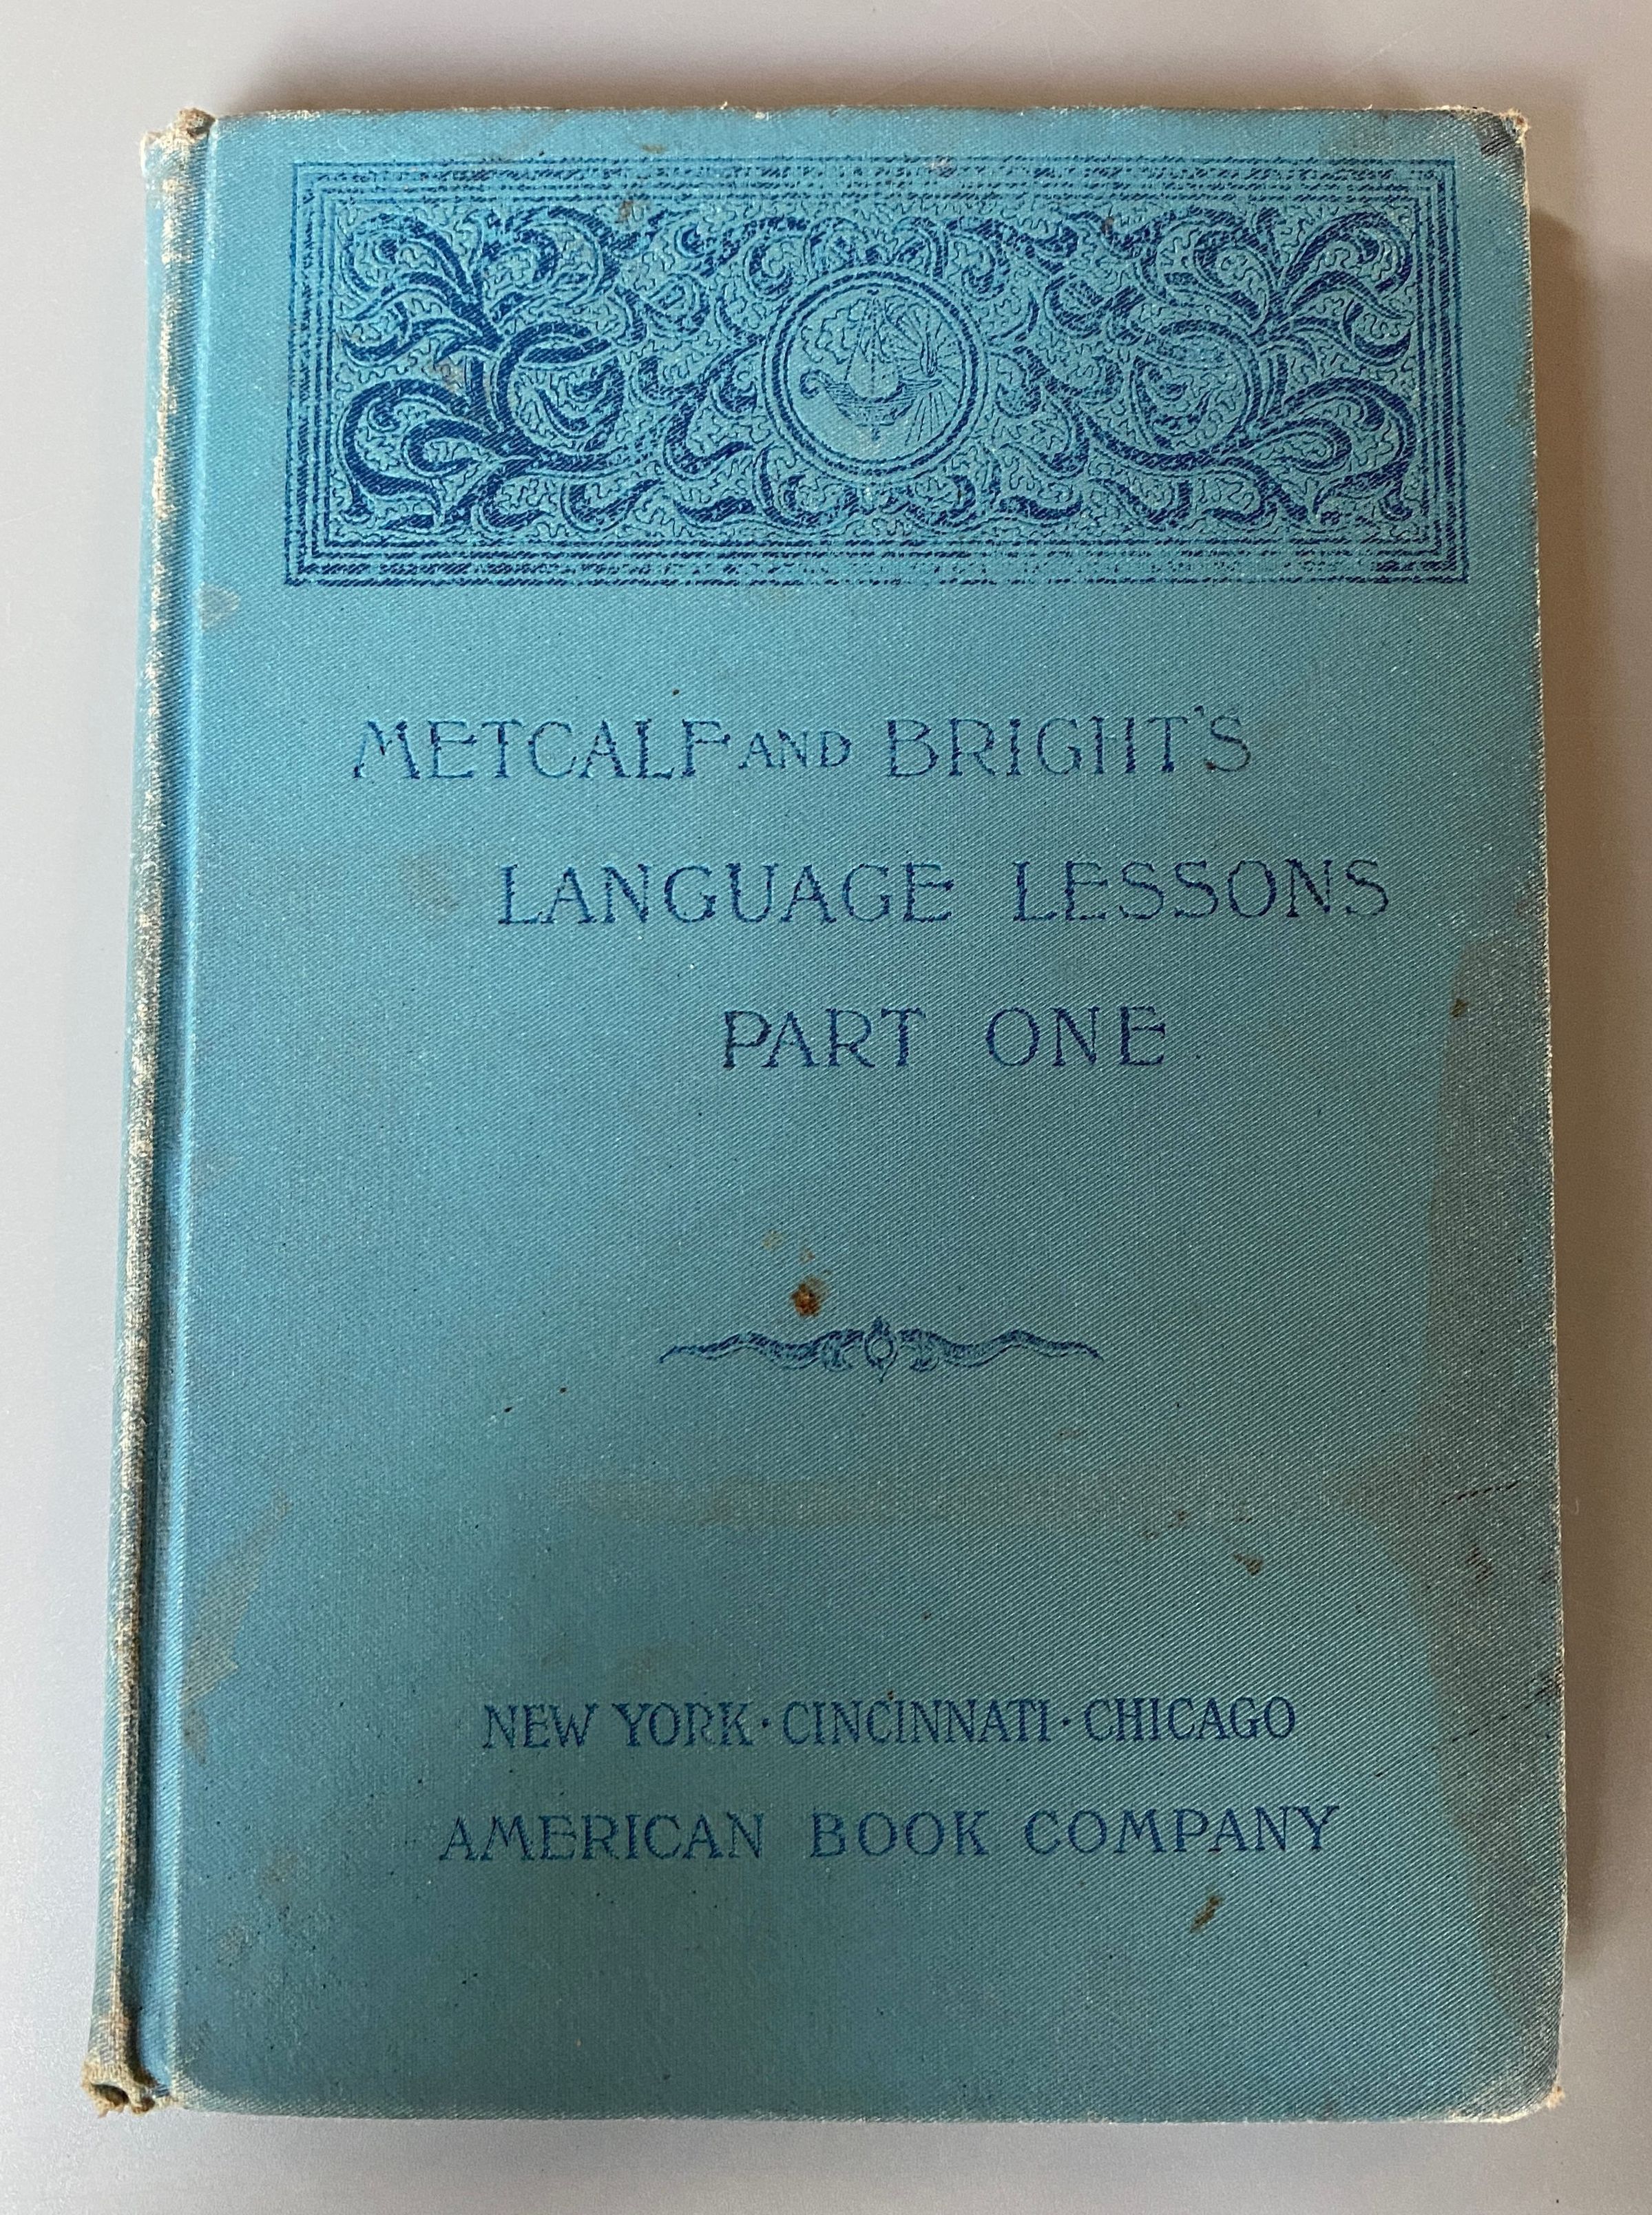 METCALF AND BRIGHT'S
LANGUAGE LESSONS
PART ONE
NEW YORK · CINCINNATI · CHICAGO
AMERICAN BOOK COMPANY